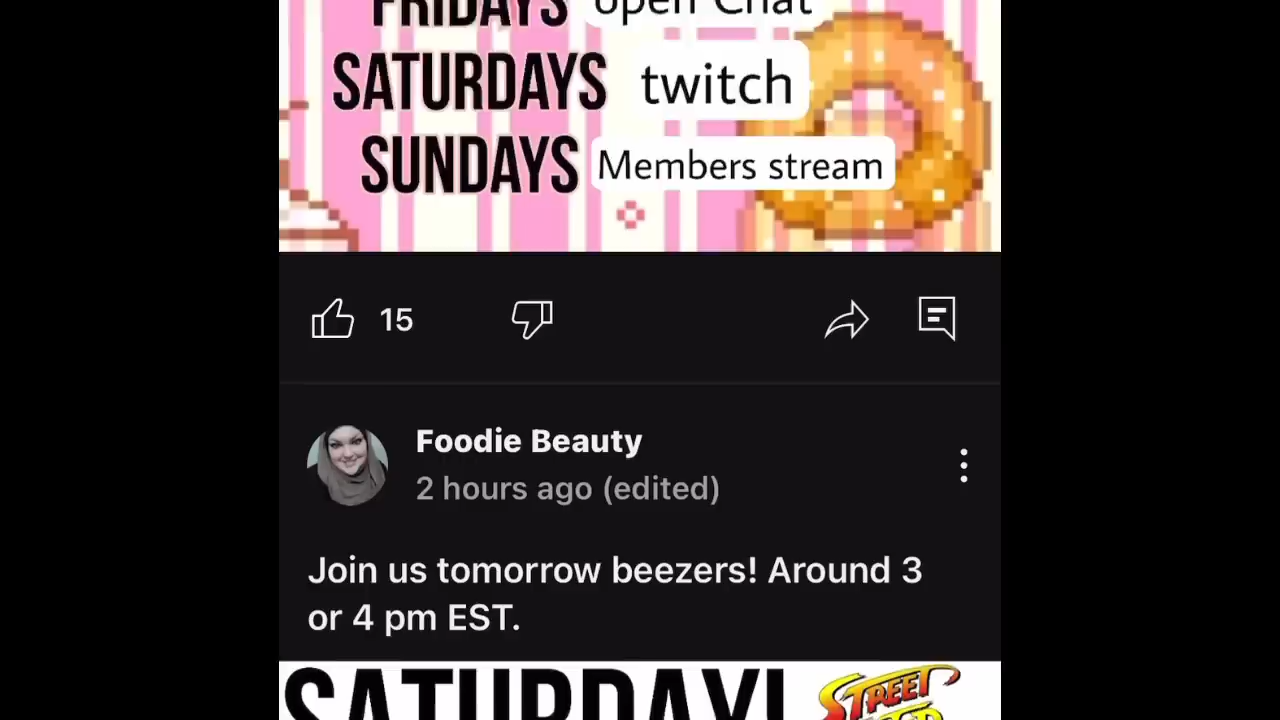 FRIDAYS open Chat
SATURDAYS twitch
SUNDAYS Members stream
15
Foodie Beauty
2 hours ago (edited)
Join us tomorrow beezers! Around 3
or 4 pm EST.
SATURDAY! STREET